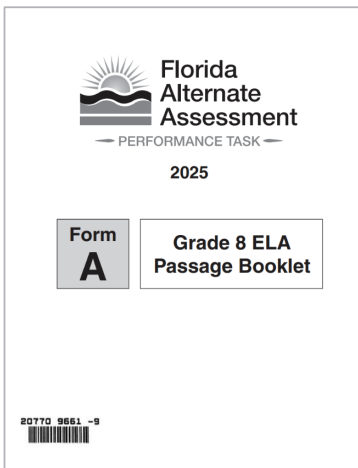 Florida
Alternate
Assessment
PERFORMANCE TASK
2025
Form
A
Grade 8 ELA
Passage Booklet
20770 9661 -9